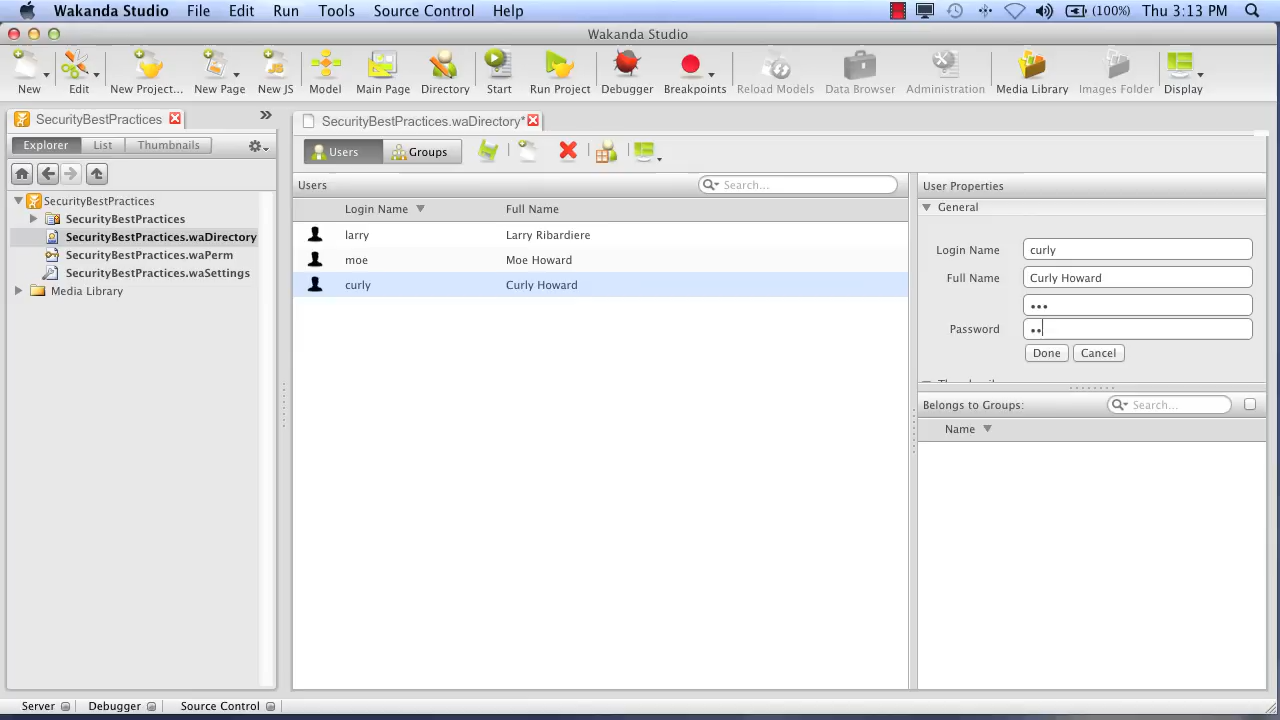 Wakanda Studio File Edit Run Tools Source Control Help (100%) Thu 3:13 PM
Wakanda Studio
New Edit New Project... New Page New JS Model Main Page Directory Start Run Project Debugger Breakpoints Reload Models Data Browser Administration Media Library Images Folder Display
SecurityBestPractices
SecurityBestPractices.waDirectory*
Explorer List Thumbnails
Users Groups
Users Search...
User Properties
General
Login Name Full Name
SecurityBestPractices
SecurityBestPractices
SecurityBestPractices.waDirectory
SecurityBestPractices.waPerm
SecurityBestPractices.waSettings
Media Library
larry Larry Ribardiere
moe Moe Howard
curly Curly Howard
Login Name curly
Full Name Curly Howard
•••
Password ••
Done Cancel
Belongs to Groups: Search...
Name
Server Debugger Source Control